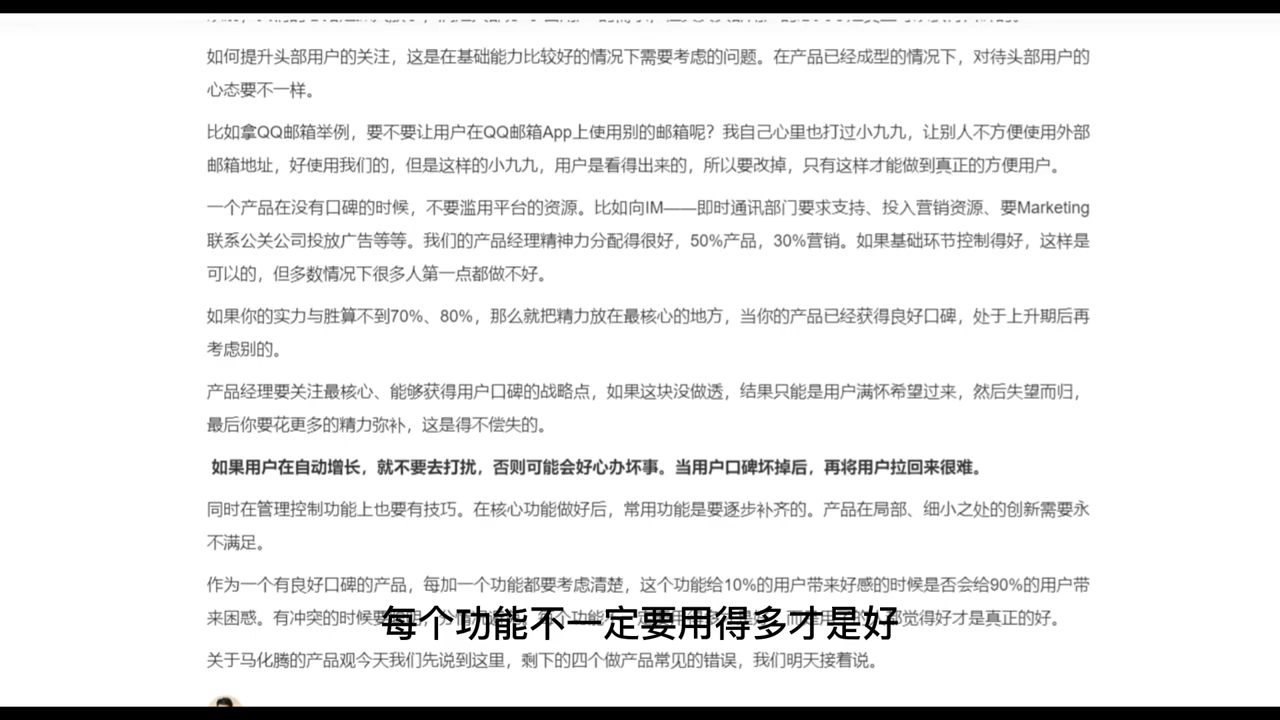 如何提升头部用户的关注，这是在基础能力比较好的情况下需要考虑的问题。在产品已经成型的情况下，对待头部用户的
心态要不一样。
比如拿QQ邮箱举例，要不要让用户在QQ邮箱App上使用别的邮箱呢？我自己心里也打过小九九，让别人不方便使用外部
邮箱地址，好使用我们的，但是这样的小九九，用户是看得出来的，所以要改掉，只有这样才能做到真正的方便用户。
一个产品在没有口碑的时候，不要滥用平台的资源。比如向IM——即时通讯部门要求支持、投入营销资源、要Marketing
联系公关公司投放广告等等。我们的产品经理精神力分配得很好，50%产品，30%营销。如果基础环节控制得好，这样是
可以的，但多数情况下很多人第一点都做不好。
如果你的实力与胜算不到70%、80%，那么就把精力放在最核心的地方，当你的产品已经获得良好口碑，处于上升期后再
考虑别的。
产品经理要关注最核心、能够获得用户口碑的战略点，如果这块没做透，结果只能是用户满怀希望过来，然后失望而归，
最后你要花更多的精力弥补，这是得不偿失的。
如果用户在自动增长，就不要去打扰，否则可能会好心办坏事。当用户口碑坏掉后，再将用户拉回来很难。
同时在管理控制功能上也要有技巧。在核心功能做好后，常用功能是要逐步补齐的。产品在局部、细小之处的创新需要永
不满足。
作为一个有良好口碑的产品，每加一个功能都要考虑清楚，这个功能给10%的用户带来好感的时候是否会给90%的用户带
来困惑。有冲突的时候要 都觉得好才是真正的好。
每个功能不一定要用得多才是好
关于马化腾的产品观今天我们先说到这里，剩下的四个做产品常见的错误，我们明天接着说。